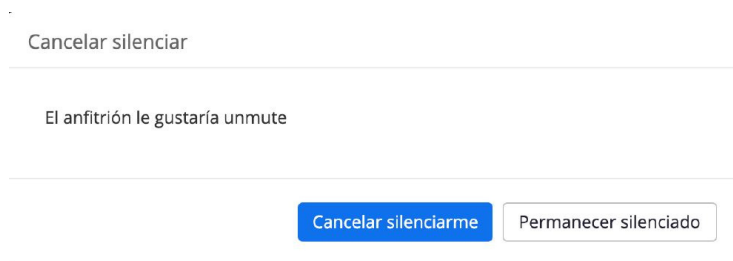 Cancelar silenciar
El anfitrión le gustaría unmute
Cancelar silenciarme
Permanecer silenciado